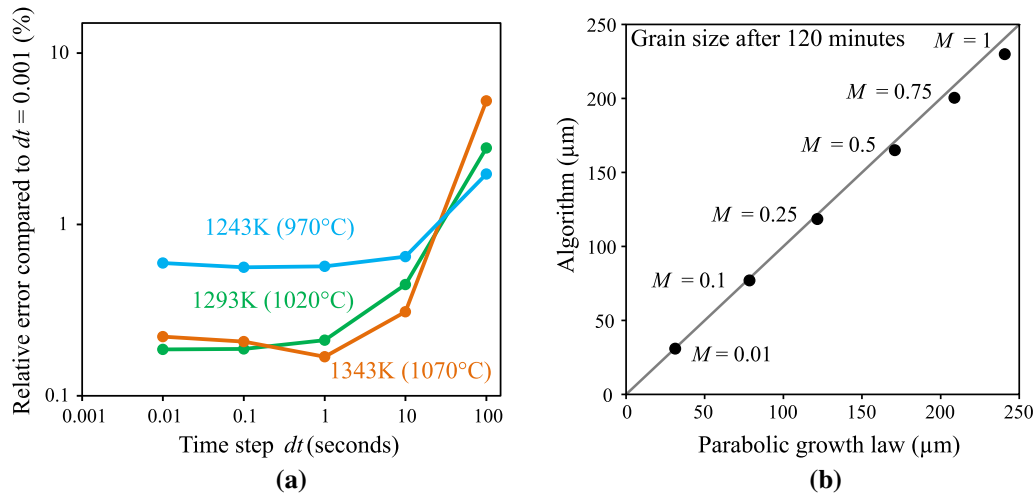 (a)
Relative error compared to dt = 0.001 (%)
10
1
0.1
1243K (970°C)
1293K (1020°C)
1343K (1070°C)
0.001 0.01 0.1 1 10 100
Time step dt (seconds)
(b)
Algorithm (µm)
250
200
150
100
50
0
Grain size after 120 minutes
M = 1
M = 0.75
M = 0.5
M = 0.25
M = 0.1
M = 0.01
0 50 100 150 200 250
Parabolic growth law (µm)
(a)
(b)